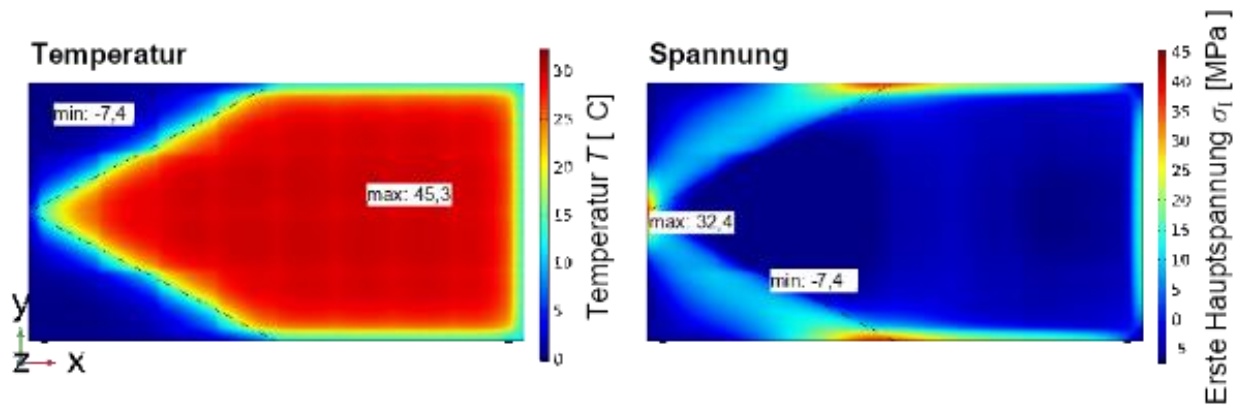 Temperatur
min: -7,4
max: 45,3
30
25
20
15
10
5
0
Temperatur T [ C]
y
z
x
Spannung
max: 32,4
min: -7,4
45
40
35
30
25
20
15
10
5
0
5
Erste Hauptspannung σI [MPa]